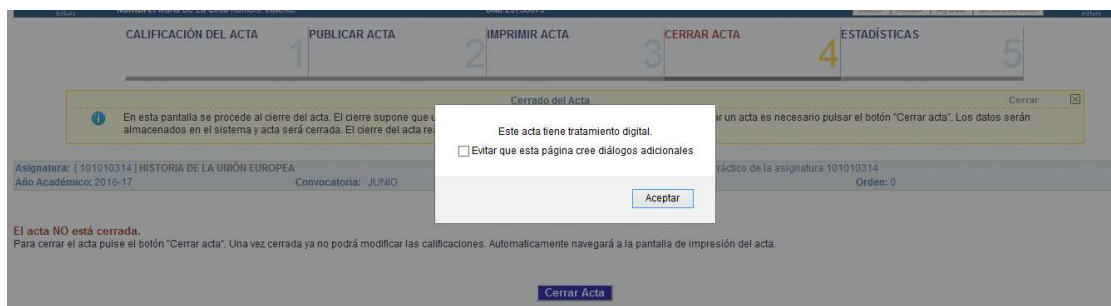 CALIFICACIÓN DEL ACTA
1
PUBLICAR ACTA
2
IMPRIMIR ACTA
3
CERRAR ACTA
4
ESTADÍSTICAS
5
Cerrado del Acta
Cerrar
En esta pantalla se procede al cierre del acta. El cierre supone que
ar un acta es necesario pulsar el botón "Cerrar acta". Los datos serán
almacenados en el sistema y acta será cerrada. El cierre del acta
Este acta tiene tratamiento digital.
Evitar que esta página cree diálogos adicionales
Aceptar
Asignatura: [ 101010314 ] HISTORIA DE LA UNIÓN EUROPEA
ráctico de la asignatura 101010314
Año Académico: 2016-17
Convocatoria: JUNIO
Orden: 0
El acta NO está cerrada.
Para cerrar el acta pulse el botón "Cerrar acta". Una vez cerrada ya no podrá modificar las calificaciones. Automaticamente navegará a la pantalla de impresión del acta.
Cerrar Acta